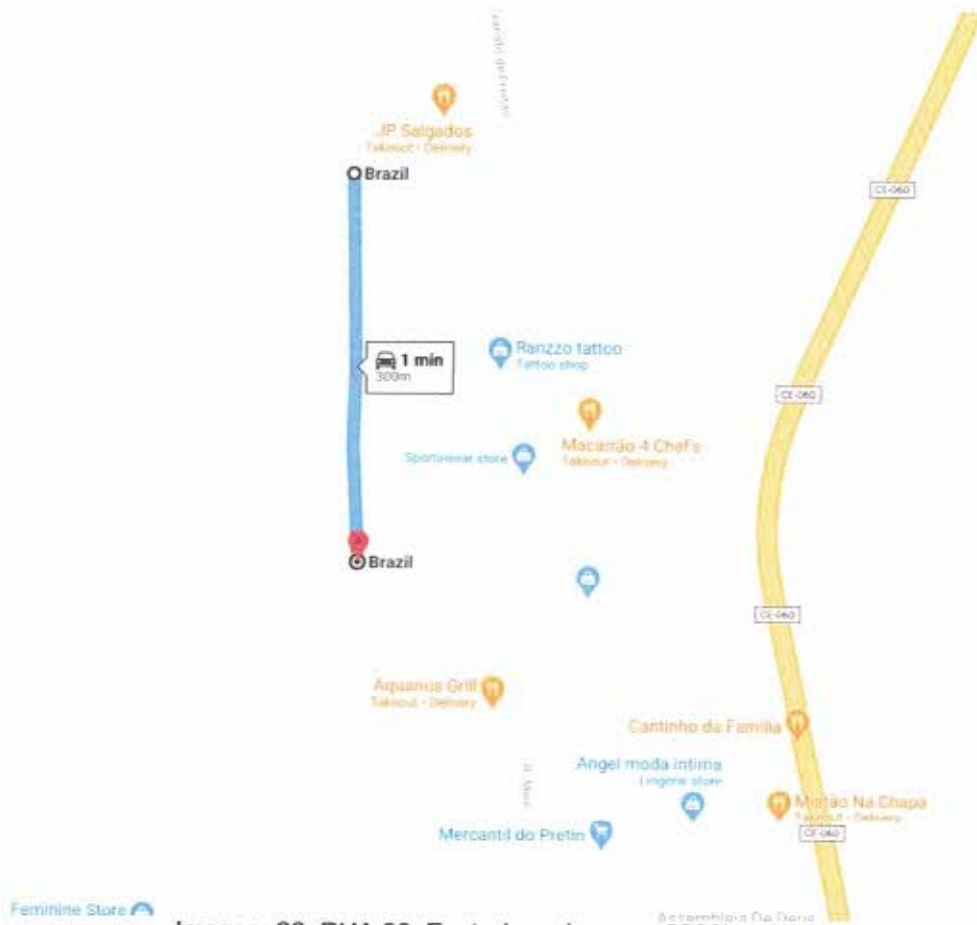 JP Salgados
Takeout • Delivery
Brazil
CE-060
1 min
300m
Ranzzo tattoo
Tattoo shop
CE-060
Macarrão 4 Chef's
Takeout • Delivery
Sportswear store
Brazil
CE-060
Aquarius Grill
Takeout • Delivery
Cantinho da Família
Angel moda intima
Lingerie store
Mistão Na Chapa
Takeout • Delivery
CE-060
Mercantil do Pretin
Feminine Store
Assembleia De Deus